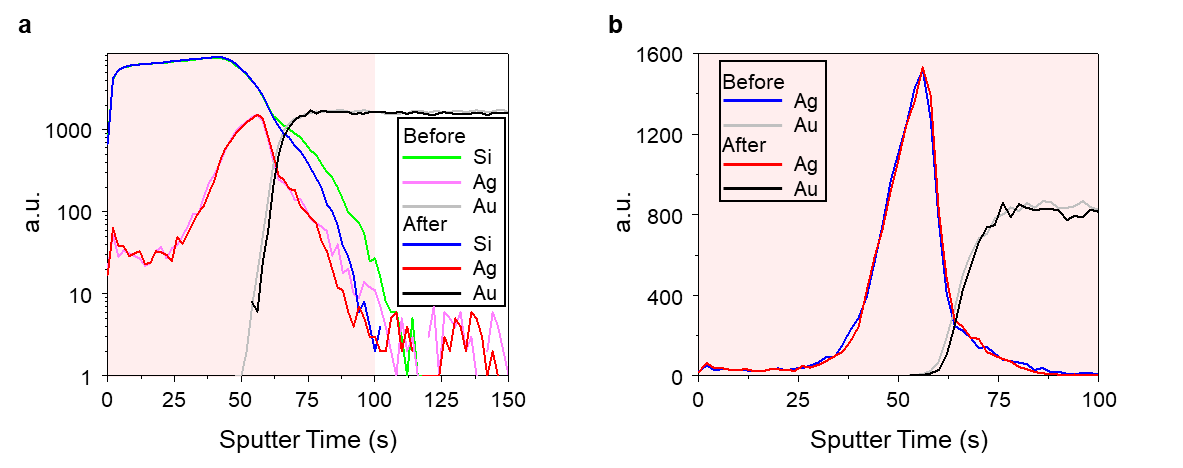 a
a.u.
1000
100
10
1
0
25
50
75
100
125
150
Sputter Time (s)
Before
Si
Ag
Au
After
Si
Ag
Au
b
a.u.
1600
1200
800
400
0
0
25
50
75
100
Sputter Time (s)
Before
Ag
Au
After
Ag
Au